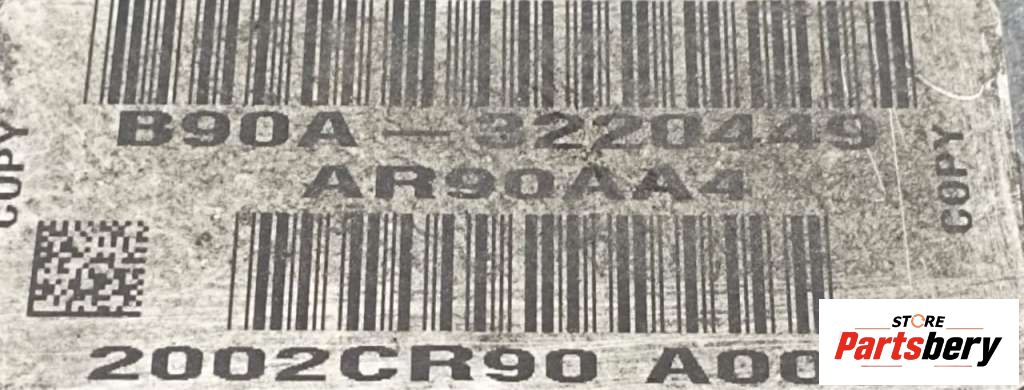 B90A-3220449
AR90AA4
COPY
COPY
2002CR90 A00
STORE
Partsbery